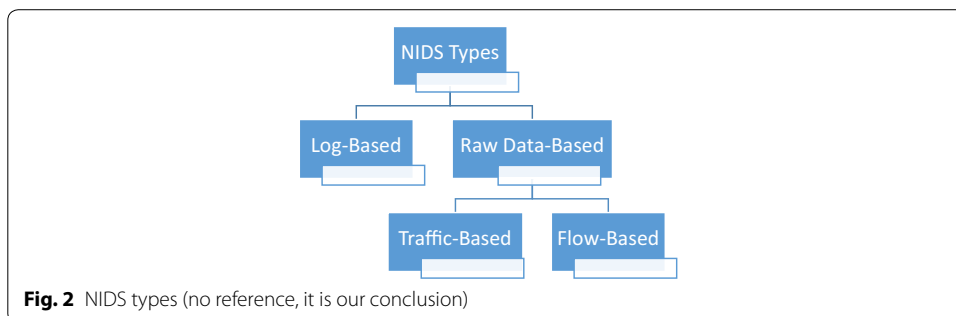 NIDS Types
Log-Based
Raw Data-Based
Traffic-Based
Flow-Based
Fig. 2 NIDS types (no reference, it is our conclusion)